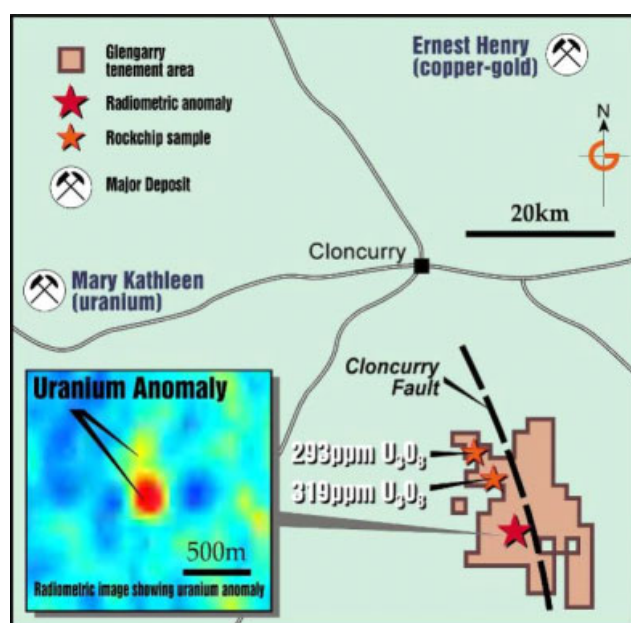 Glengarry
tenement area
Radiometric anomaly
Rockchip sample
Major Deposit
Ernest Henry
(copper-gold)
N
G
20km
Cloncurry
Mary Kathleen
(uranium)
Cloncurry
Fault
293ppm U₃O₈
319ppm U₃O₈
Uranium Anomaly
500m
Radiometric image showing uranium anomaly